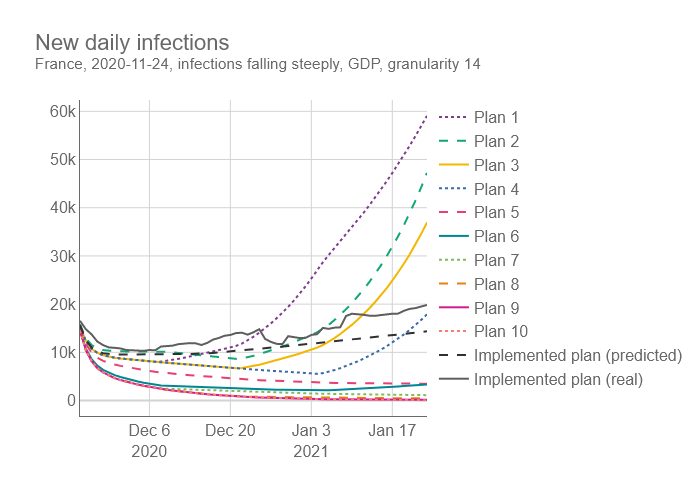 New daily infections
France, 2020-11-24, infections falling steeply, GDP, granularity 14
60k
50k
40k
30k
20k
10k
0
Dec 6
2020
Dec 20
Jan 3
2021
Jan 17
Plan 1
Plan 2
Plan 3
Plan 4
Plan 5
Plan 6
Plan 7
Plan 8
Plan 9
Plan 10
Implemented plan (predicted)
Implemented plan (real)